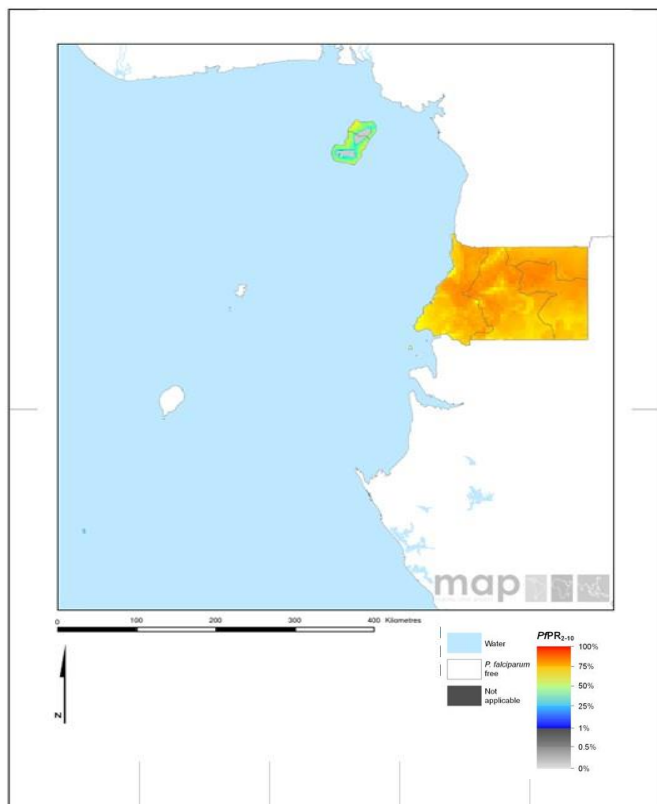 map
0 100 200 300 400 Kilometres
N
Water
P. falciparum
free
Not
applicable
PfPR2-10
100%
75%
50%
25%
1%
0.5%
0%